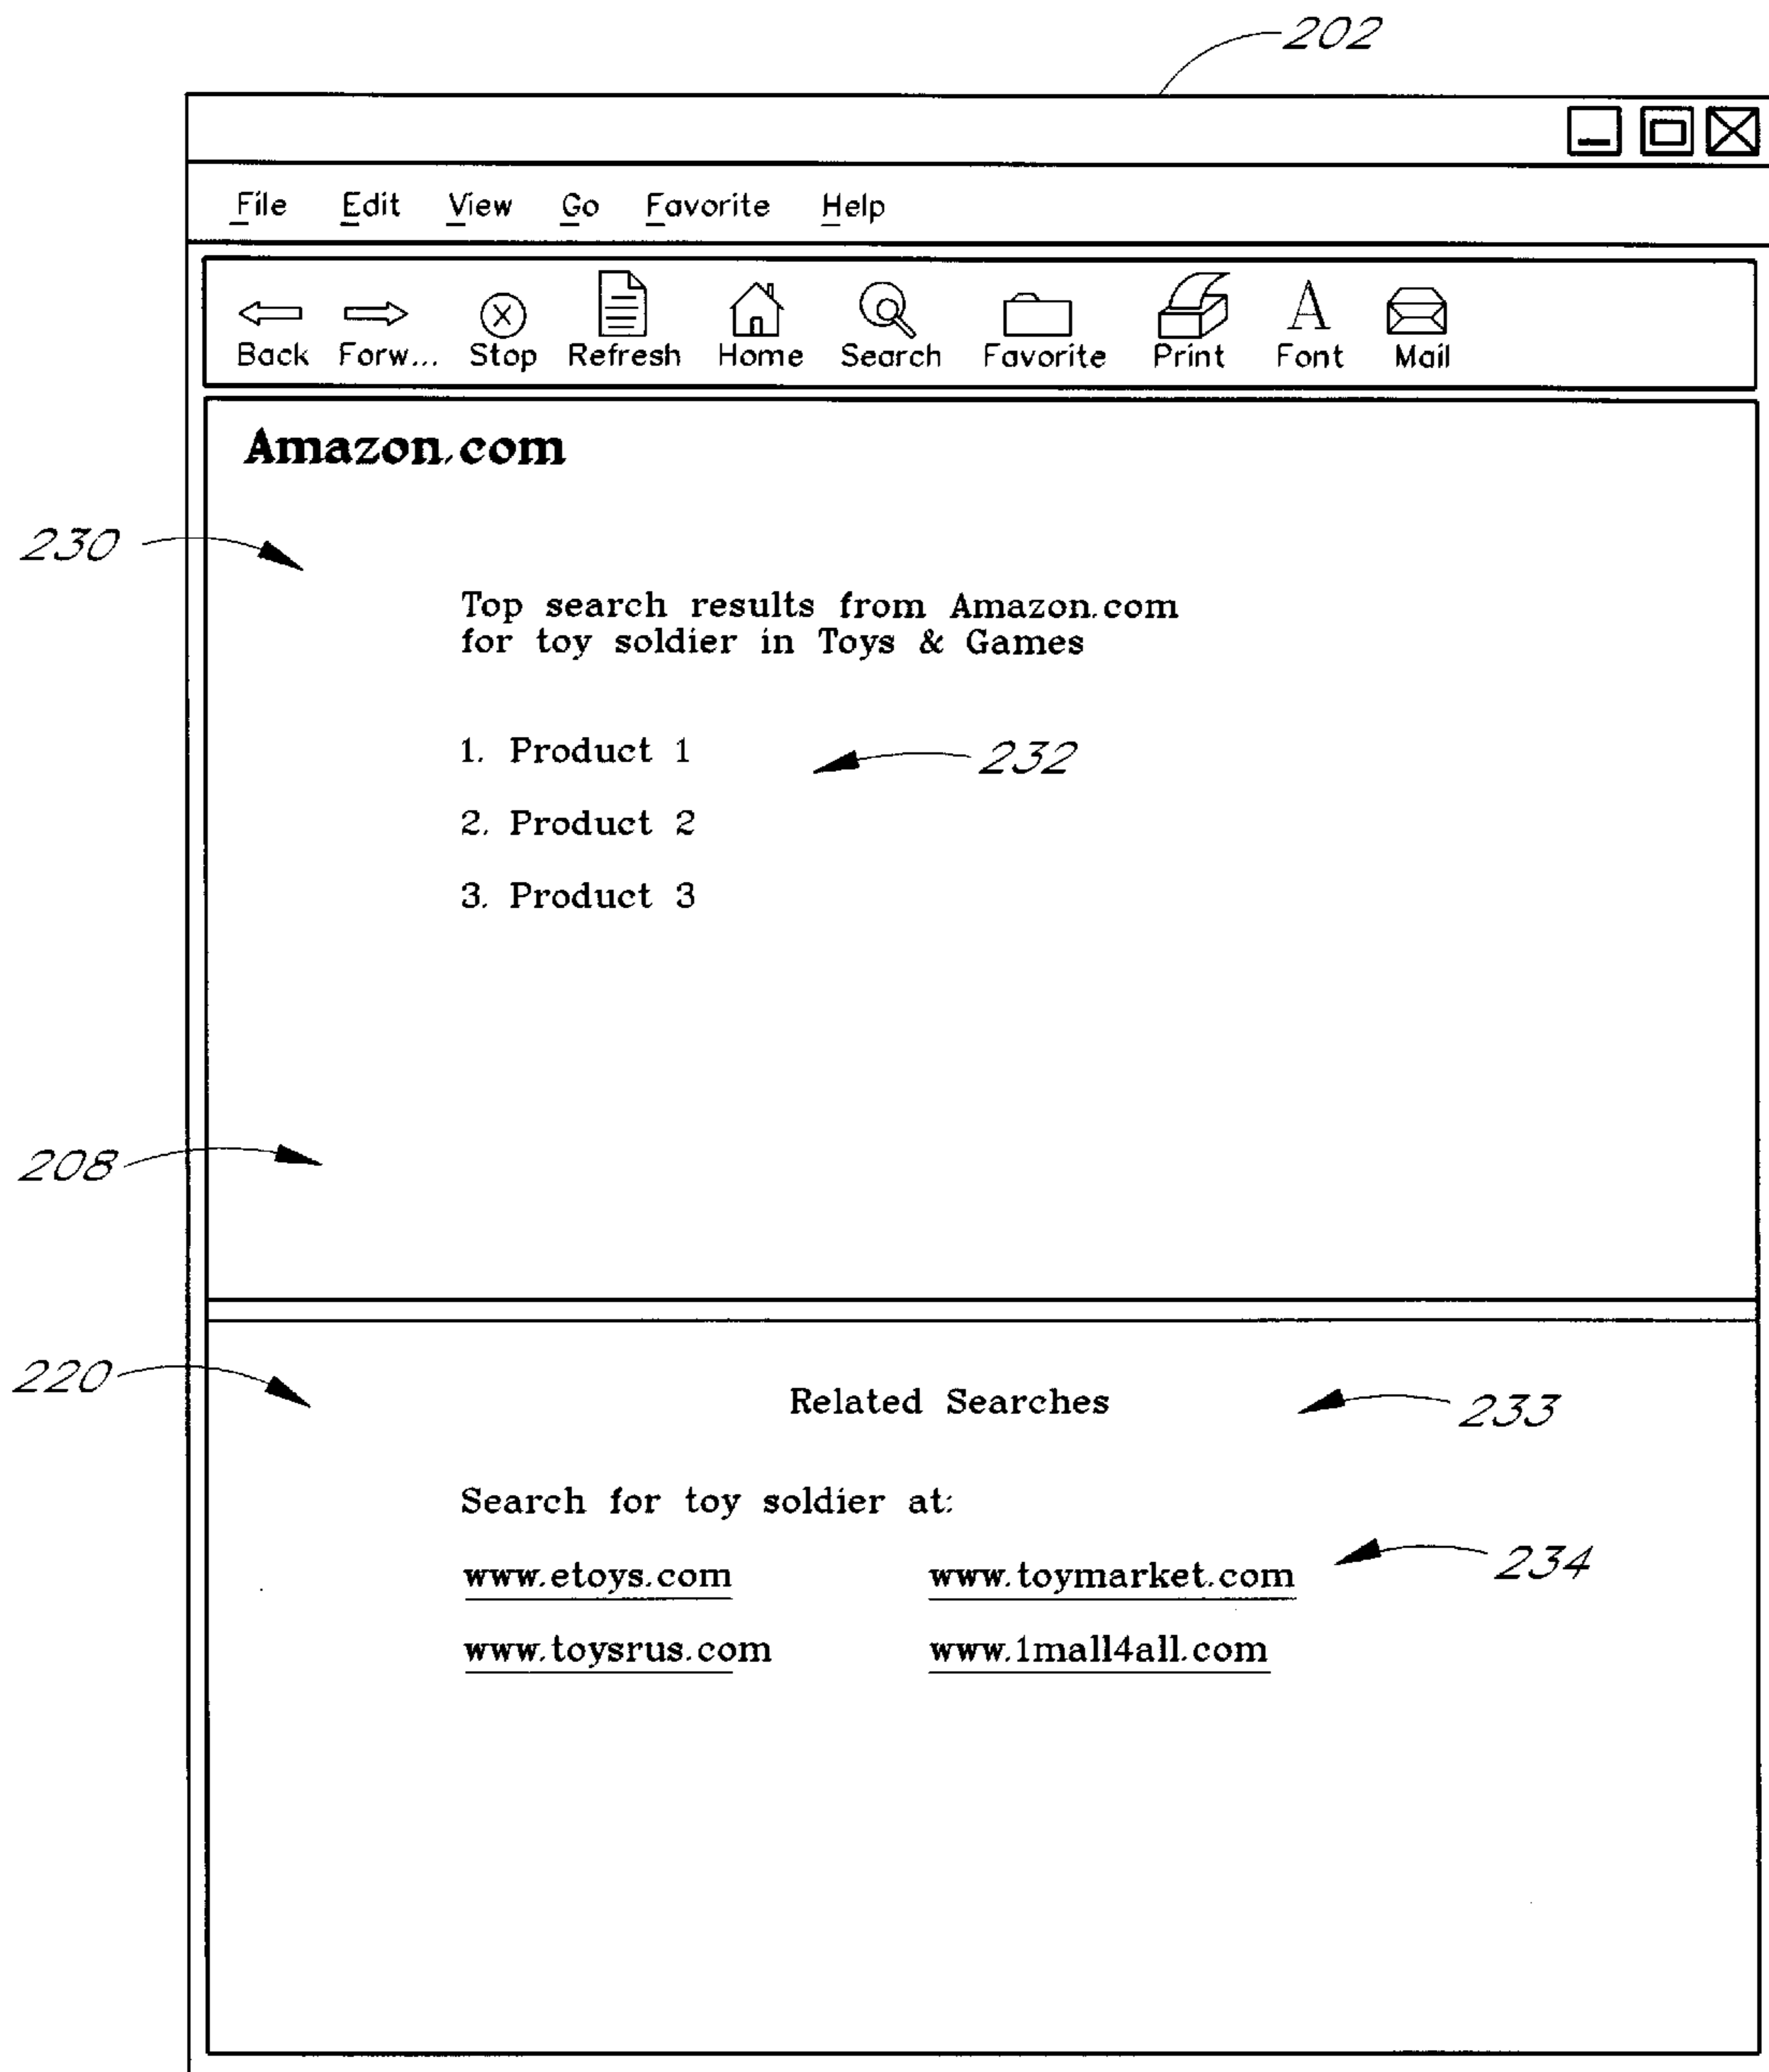 202
File Edit View Go Favorite Help
Back Forw... Stop Refresh Home Search Favorite A Print Font Mail
Amazon.com
230
Top search results from Amazon.com
for toy soldier in Toys & Games
1. Product 1
232
2. Product 2
3. Product 3
208
220
Related Searches
233
Search for toy soldier at:
www.etoys.com www.toymarket.com
234
www.toysrus.com www.1mall4all.com